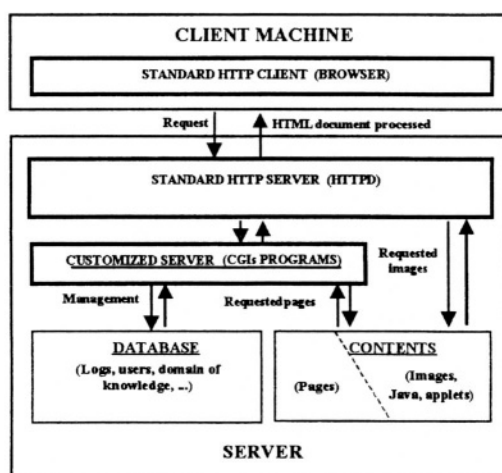 CLIENT MACHINE
STANDARD HTTP CLIENT (BROWSER)
Request
HTML document processed
STANDARD HTTP SERVER (HTTPD)
CUSTOMIZED SERVER (CGIs PROGRAMS)
Requested
images
Management
Requested pages
DATABASE
(Logs, users, domain of
knowledge, ...)
CONTENTS
(Pages)
(Images,
Java, applets)
SERVER